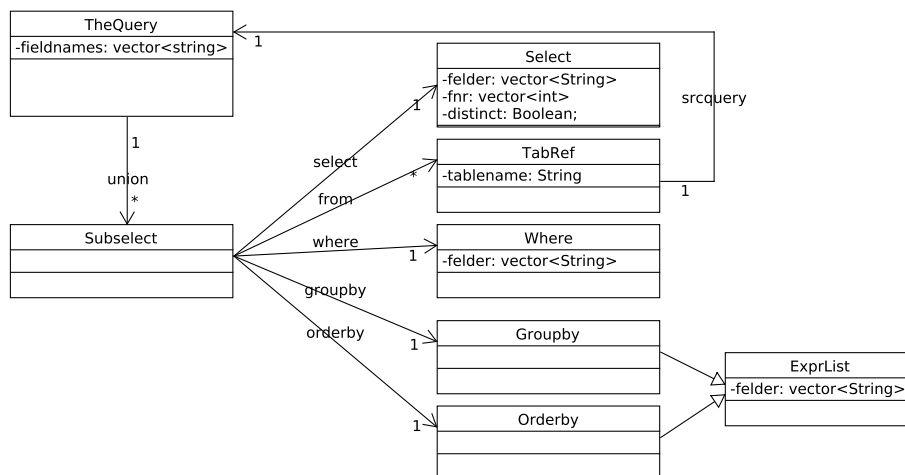 TheQuery
-fieldnames: vector<string>
1
1
union
*
Subselect
select
from
where
groupby
orderby
1
*
1
1
1
Select
-felder: vector<String>
-fnr: vector<int>
-distinct: Boolean;
TabRef
-tablename: String
1
srcquery
Where
-felder: vector<String>
Groupby
Orderby
ExprList
-felder: vector<String>